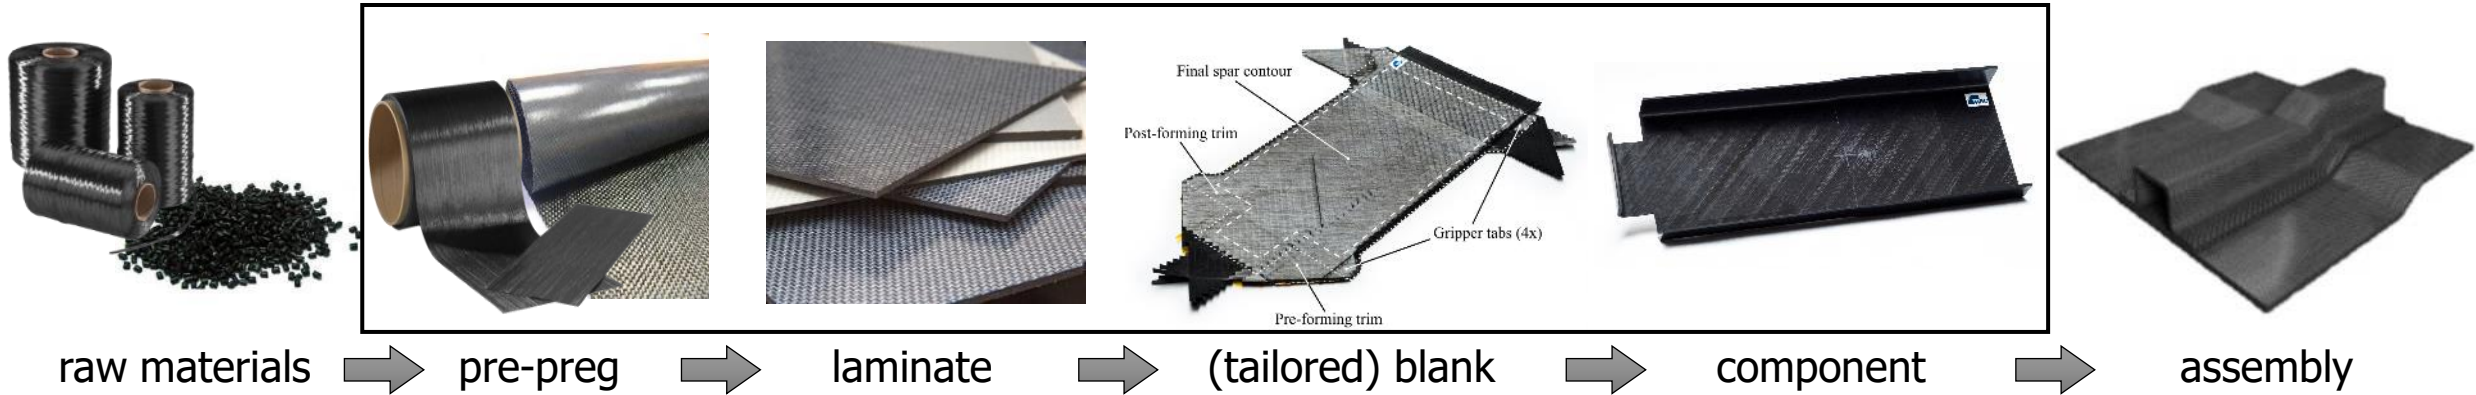 Final spar contour
Post-forming trim
Gripper tabs (4x)
Pre-forming trim
raw materials
pre-preg
laminate
(tailored) blank
component
assembly